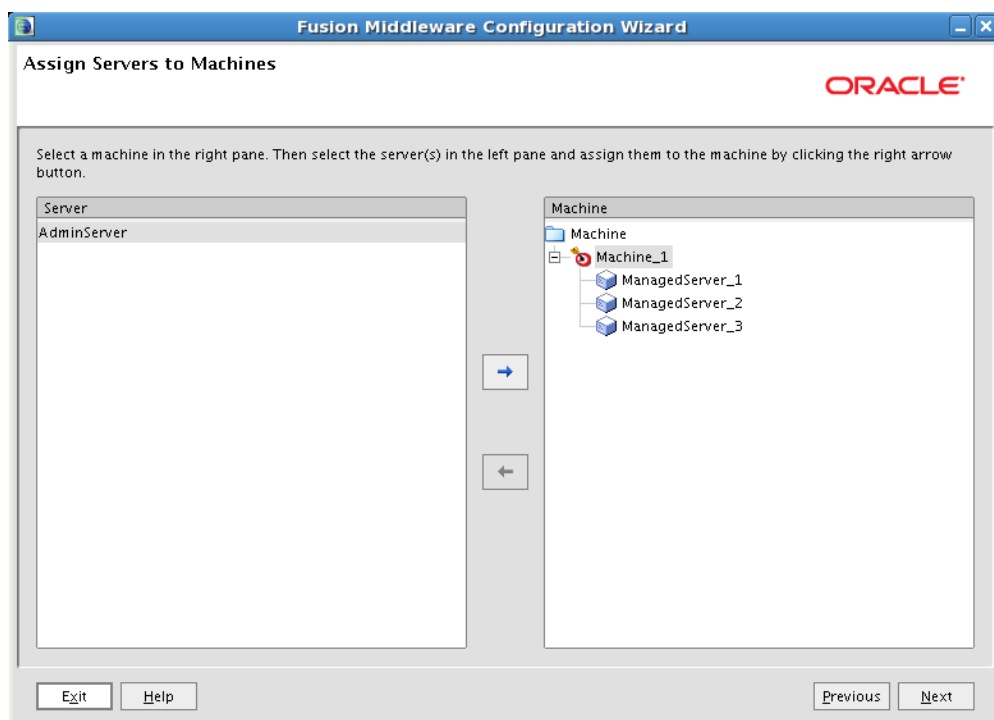 Fusion Middleware Configuration Wizard
Assign Servers to Machines
ORACLE
Select a machine in the right pane. Then select the server(s) in the left pane and assign them to the machine by clicking the right arrow
button.
Server
AdminServer
Machine
Machine
Machine_1
ManagedServer_1
ManagedServer_2
ManagedServer_3
Exit
Help
Previous
Next